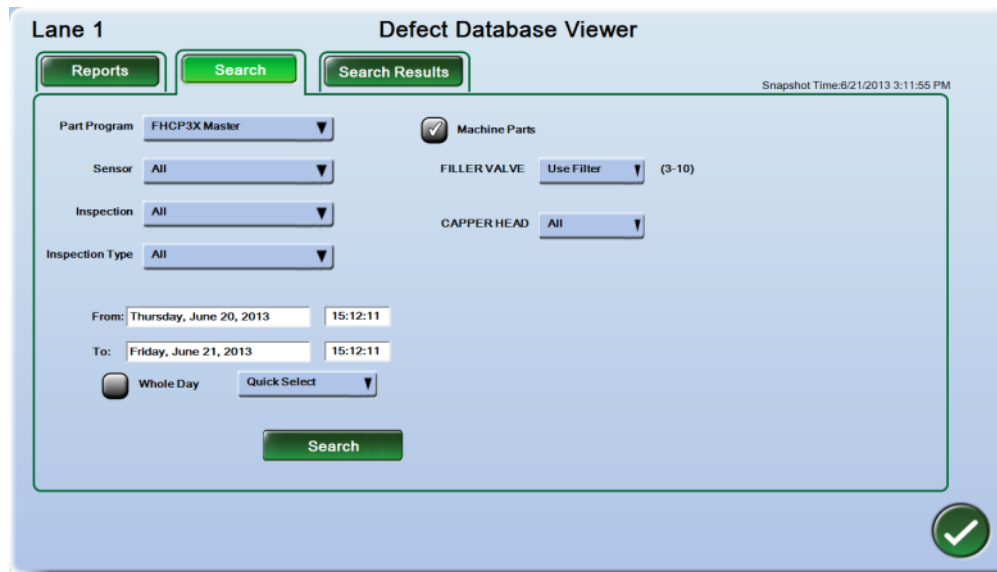 Lane 1 Defect Database Viewer
Reports Search Search Results
Snapshot Time:6/21/2013 3:11:55 PM
Part Program FHCP3X Master Machine Parts
Sensor All FILLER VALVE Use Filter (3-10)
Inspection All CAPPER HEAD All
Inspection Type All
From: Thursday, June 20, 2013 15:12:11
To: Friday, June 21, 2013 15:12:11
Whole Day Quick Select
Search